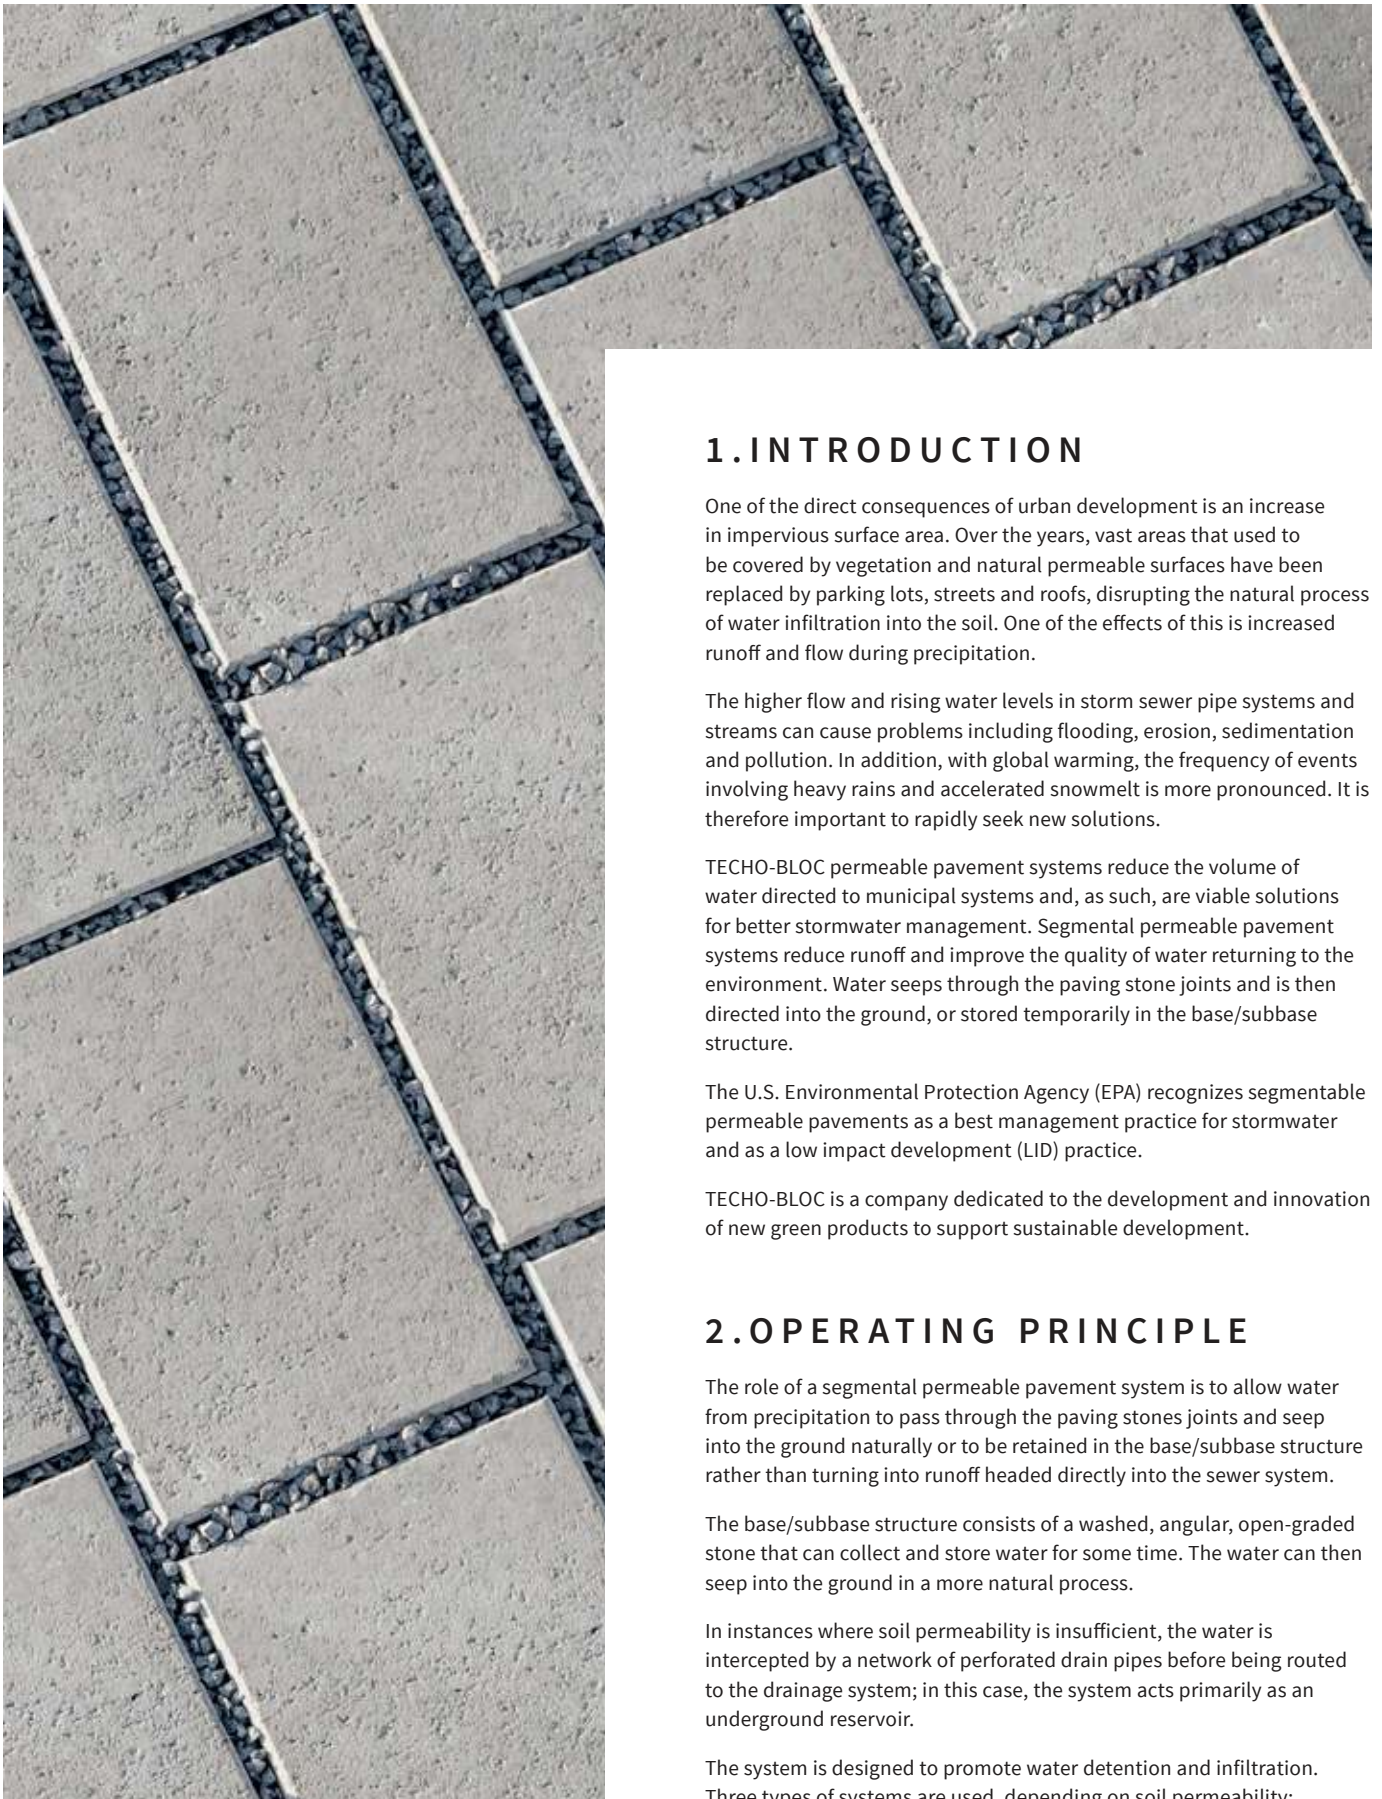 1.INTRODUCTION
One of the direct consequences of urban development is an increase
in impervious surface area. Over the years, vast areas that used to
be covered by vegetation and natural permeable surfaces have been
replaced by parking lots, streets and roofs, disrupting the natural process
of water infiltration into the soil. One of the effects of this is increased
runoff and flow during precipitation.
The higher flow and rising water levels in storm sewer pipe systems and
streams can cause problems including flooding, erosion, sedimentation
and pollution. In addition, with global warming, the frequency of events
involving heavy rains and accelerated snowmelt is more pronounced. It is
therefore important to rapidly seek new solutions.
TECHO-BLOC permeable pavement systems reduce the volume of
water directed to municipal systems and, as such, are viable solutions
for better stormwater management. Segmental permeable pavement
systems reduce runoff and improve the quality of water returning to the
environment. Water seeps through the paving stone joints and is then
directed into the ground, or stored temporarily in the base/subbase
structure.
The U.S. Environmental Protection Agency (EPA) recognizes segmentable
permeable pavements as a best management practice for stormwater
and as a low impact development (LID) practice.
TECHO-BLOC is a company dedicated to the development and innovation
of new green products to support sustainable development.
2.OPERATING PRINCIPLE
The role of a segmental permeable pavement system is to allow water
from precipitation to pass through the paving stones joints and seep
into the ground naturally or to be retained in the base/subbase structure
rather than turning into runoff headed directly into the sewer system.
The base/subbase structure consists of a washed, angular, open-graded
stone that can collect and store water for some time. The water can then
seep into the ground in a more natural process.
In instances where soil permeability is insufficient, the water is
intercepted by a network of perforated drain pipes before being routed
to the drainage system; in this case, the system acts primarily as an
underground reservoir.
The system is designed to promote water detention and infiltration.
Three types of systems are used, depending on soil permeability: